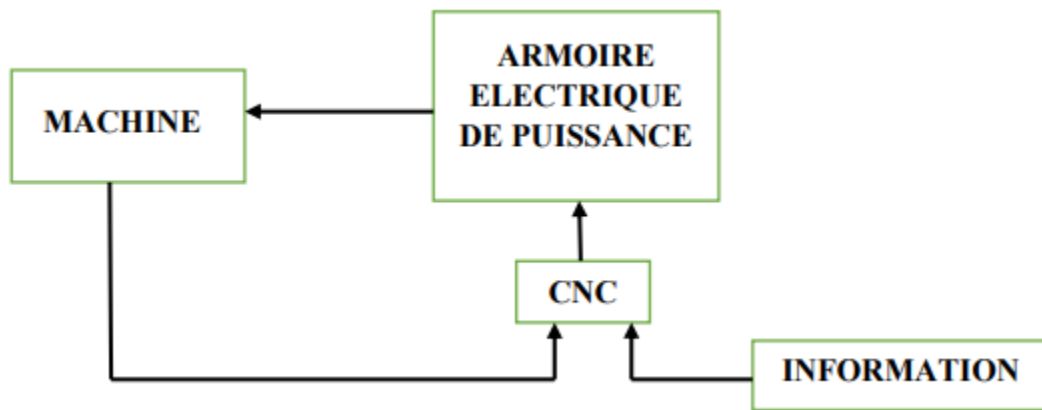 ARMOIRE
ELECTRIQUE
DE PUISSANCE
MACHINE
CNC
INFORMATION